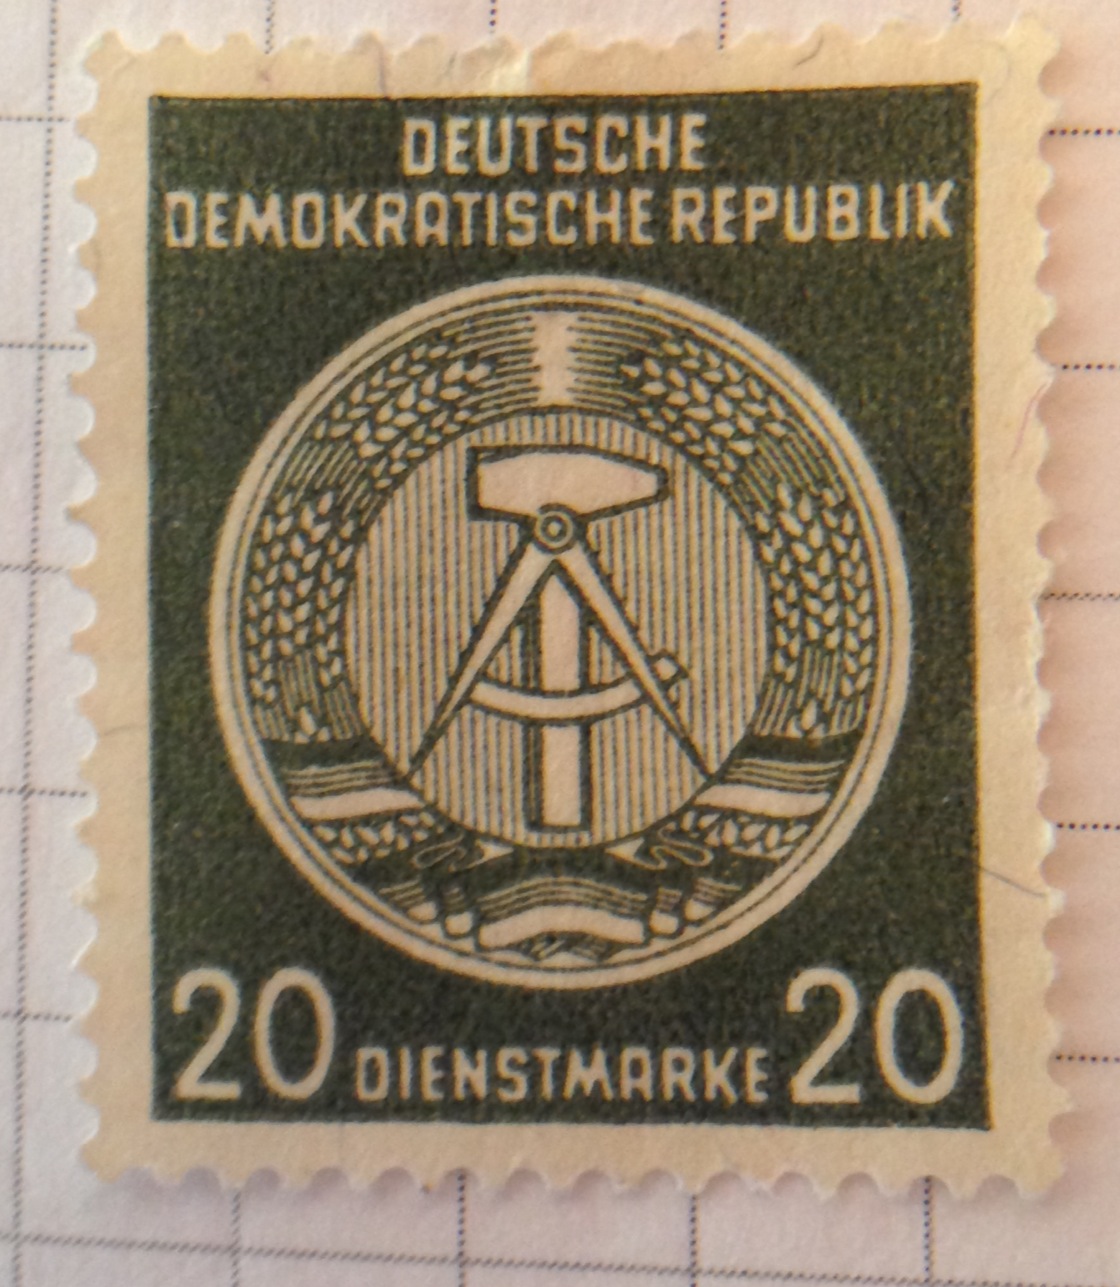 DEUTSCHE
DEMOKRATISCHE REPUBLIK
20 DIENSTMARKE 20